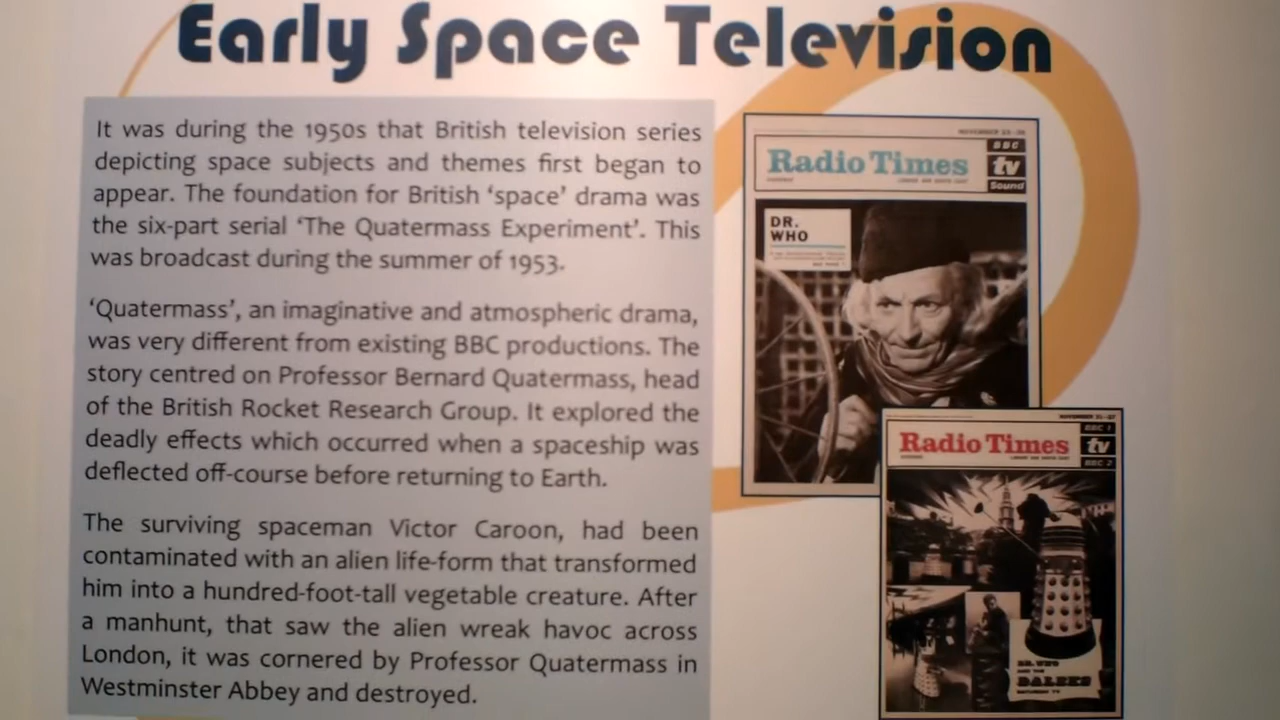 Early Space Television
It was during the 1950s that British television series
depicting space subjects and themes first began to
appear. The foundation for British ‘space’ drama was
the six-part serial ‘The Quatermass Experiment’. This
was broadcast during the summer of 1953.
‘Quatermass’, an imaginative and atmospheric drama,
was very different from existing BBC productions. The
story centred on Professor Bernard Quatermass, head
of the British Rocket Research Group. It explored the
deadly effects which occurred when a spaceship was
deflected off-course before returning to Earth.
The surviving spaceman Victor Caroon, had been
contaminated with an alien life-form that transformed
him into a hundred-foot-tall vegetable creature. After
a manhunt, that saw the alien wreak havoc across
London, it was cornered by Professor Quatermass in
Westminster Abbey and destroyed.
Radio Times
BBC
tv
Sound
DR.
WHO
Radio Times
BBC 1
tv
BBC 2
DR. WHO
AND THE
DALEKS